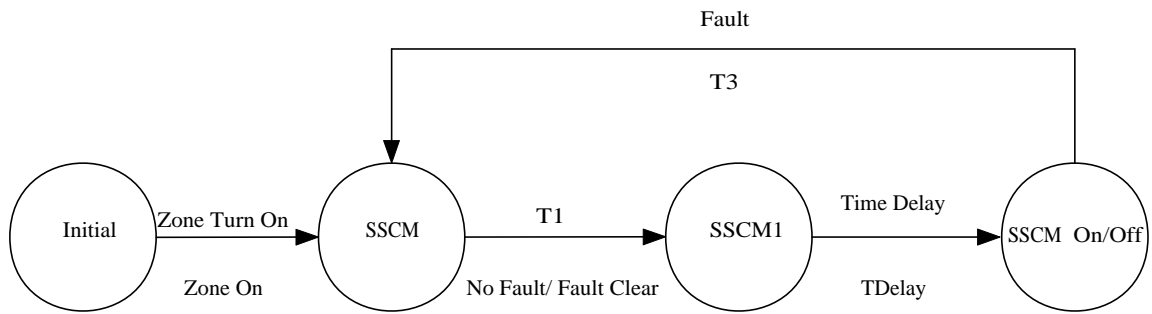 Fault
T3
Initial
Zone Turn On
Zone On
SSCM
T1
No Fault/ Fault Clear
SSCM1
Time Delay
TDelay
SSCM On/Off